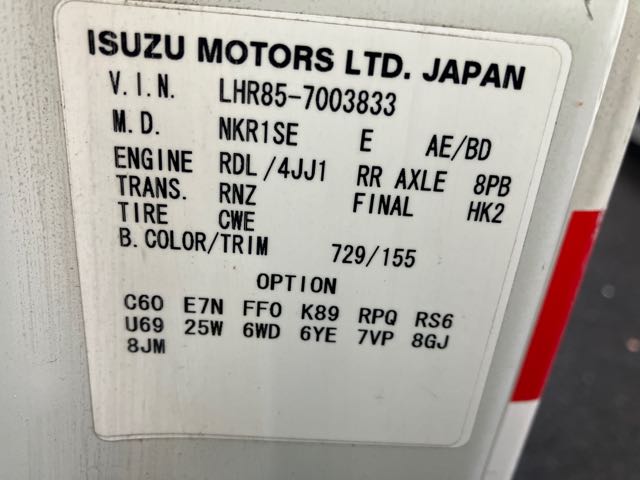 ISUZU MOTORS LTD. JAPAN
V.I.N. LHR85-7003833
M.D. NKR1SE E AE/BD
ENGINE RDL/4JJ1 RR AXLE 8PB
TRANS. RNZ FINAL HK2
TIRE CWE
B.COLOR/TRIM 729/155
OPTION
C60 E7N FF0 K89 RPQ RS6
U69 25W 6WD 6YE 7VP 8GJ
8JM